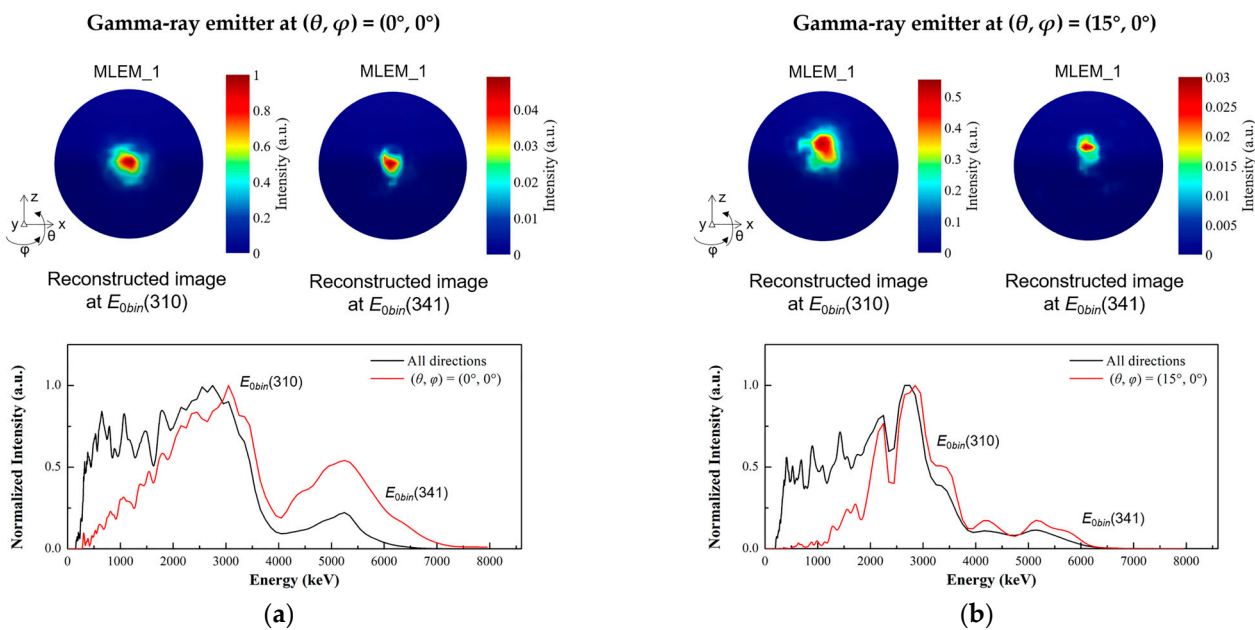 Gamma-ray emitter at (θ, φ) = (0°, 0°)
MLEM_1
1
0.8
0.6
0.4
0.2
0
Intensity (a.u.)
MLEM_1
0.04
0.03
0.02
0.01
0
Intensity (a.u.)
z
y
x
θ
φ
Reconstructed image
at E0bin(310)
Reconstructed image
at E0bin(341)
Normalized Intensity (a.u.)
1.0
0.5
0.0
E0bin(310)
E0bin(341)
All directions
(θ, φ) = (0°, 0°)
0 1000 2000 3000 4000 5000 6000 7000 8000
Energy (keV)
(a)
Gamma-ray emitter at (θ, φ) = (15°, 0°)
MLEM_1
0.5
0.4
0.3
0.2
0.1
0
Intensity (a.u.)
MLEM_1
0.03
0.025
0.02
0.015
0.01
0.005
0
Intensity (a.u.)
z
y
x
θ
φ
Reconstructed image
at E0bin(310)
Reconstructed image
at E0bin(341)
Normalized Intensity (a.u.)
1.0
0.5
0.0
All directions
(θ, φ) = (15°, 0°)
E0bin(310)
E0bin(341)
0 1000 2000 3000 4000 5000 6000 7000 8000
Energy (keV)
(b)